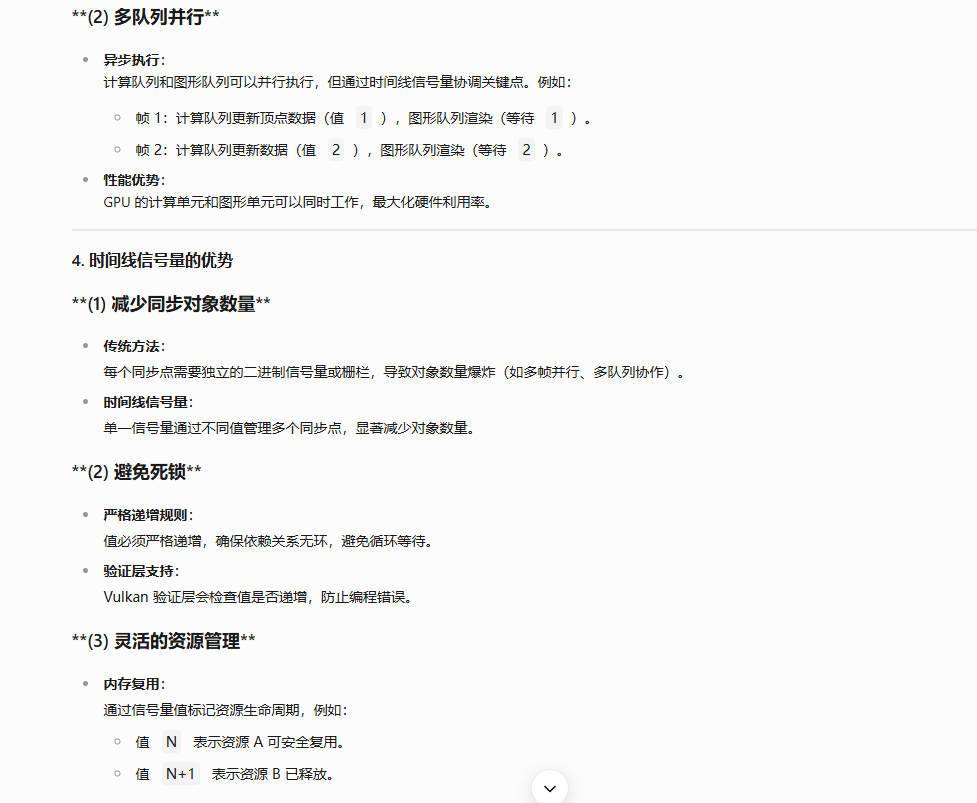 **(2) 多队列并行**
异步执行：
计算队列和图形队列可以并行执行，但通过时间线信号量协调关键点。例如：
帧 1：计算队列更新顶点数据（值 1 ），图形队列渲染（等待 1 ）。
帧 2：计算队列更新数据（值 2 ），图形队列渲染（等待 2 ）。
性能优势：
GPU 的计算单元和图形单元可以同时工作，最大化硬件利用率。
4. 时间线信号量的优势
**(1) 减少同步对象数量**
传统方法：
每个同步点需要独立的二进制信号量或栅栏，导致对象数量爆炸（如多帧并行、多队列协作）。
时间线信号量：
单一信号量通过不同值管理多个同步点，显著减少对象数量。
**(2) 避免死锁**
严格递增规则：
值必须严格递增，确保依赖关系无环，避免循环等待。
验证层支持：
Vulkan 验证层会检查值是否递增，防止编程错误。
**(3) 灵活的资源管理**
内存复用：
通过信号量值标记资源生命周期，例如：
值 N 表示资源 A 可安全复用。
值 N+1 表示资源 B 已释放。